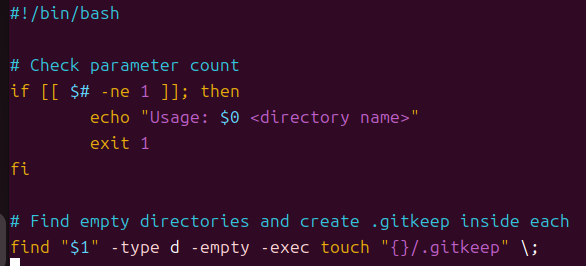 #!/bin/bash

# Check parameter count
if [[ $# -ne 1 ]]; then
        echo "Usage: $0 <directory name>"
        exit 1
fi

# Find empty directories and create .gitkeep inside each
find "$1" -type d -empty -exec touch "{}/.gitkeep" \;